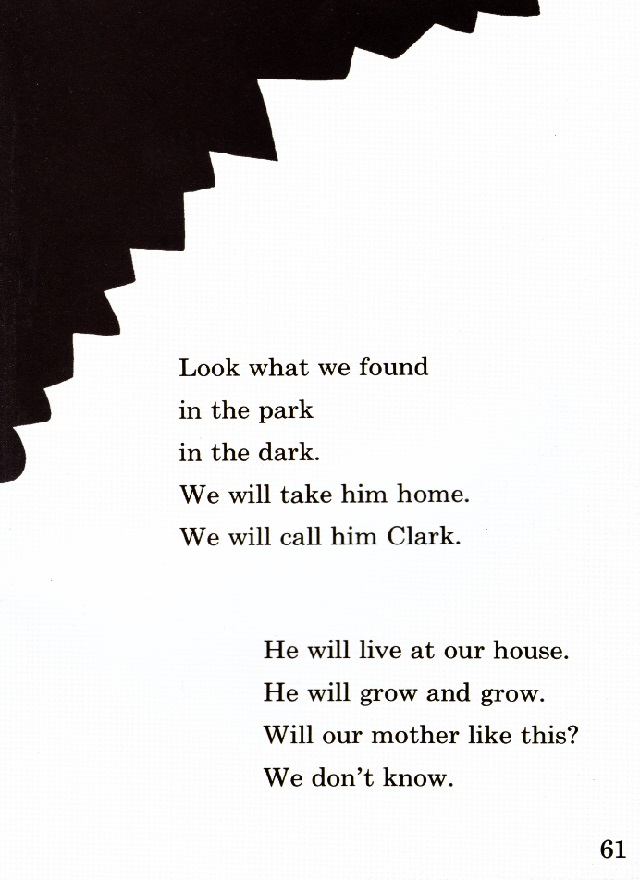 Look what we found
in the park
in the dark.
We will take him home.
We will call him Clark.
He will live at our house.
He will grow and grow.
Will our mother like this?
We don't know.
61